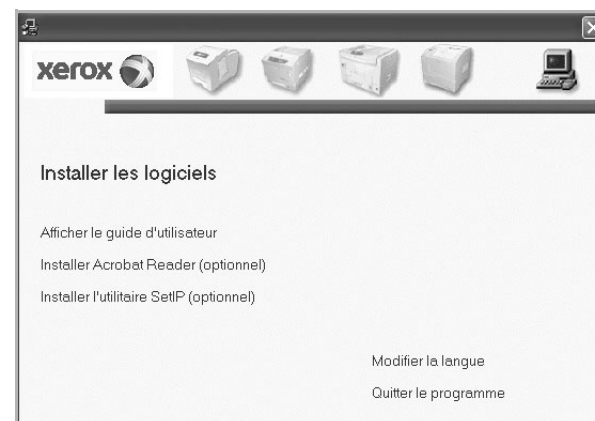 xerox
Installer les logiciels
Afficher le guide d'utilisateur
Installer Acrobat Reader (optionnel)
Installer l'utilitaire SetIP (optionnel)
Modifier la langue
Quitter le programme